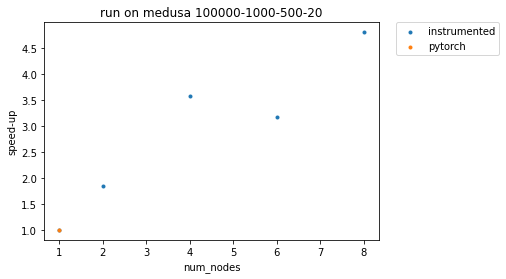 run on medusa 100000-1000-500-20
instrumented
pytorch
speed-up
4.5
4.0
3.5
3.0
2.5
2.0
1.5
1.0
1 2 3 4 5 6 7 8
num_nodes